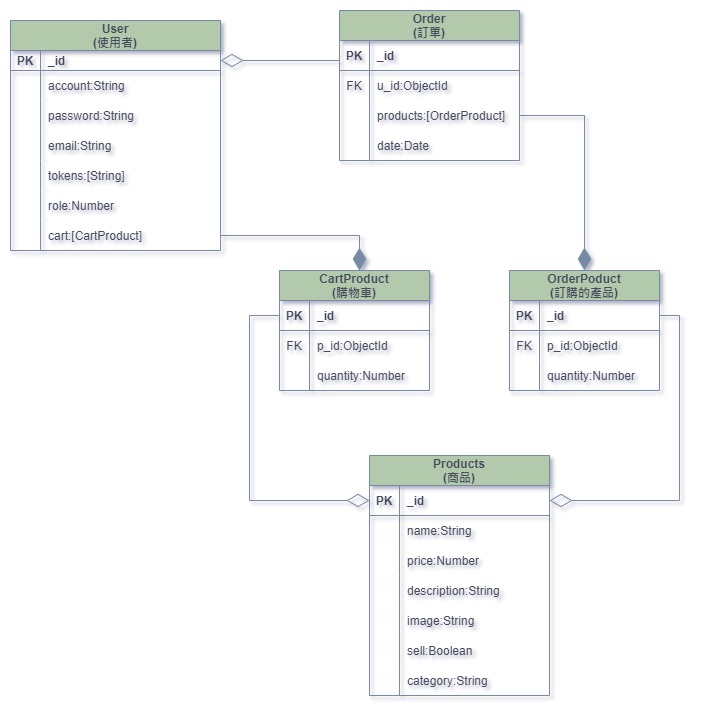 User
(使用者)
PK _id
account:String
password:String
email:String
tokens:[String]
role:Number
cart:[CartProduct]
Order
(訂單)
PK _id
FK u_id:ObjectId
products:[OrderProduct]
date:Date
CartProduct
(購物車)
PK _id
FK p_id:ObjectId
quantity:Number
OrderPoduct
(訂購的產品)
PK _id
FK p_id:ObjectId
quantity:Number
Products
(商品)
PK _id
name:String
price:Number
description:String
image:String
sell:Boolean
category:String